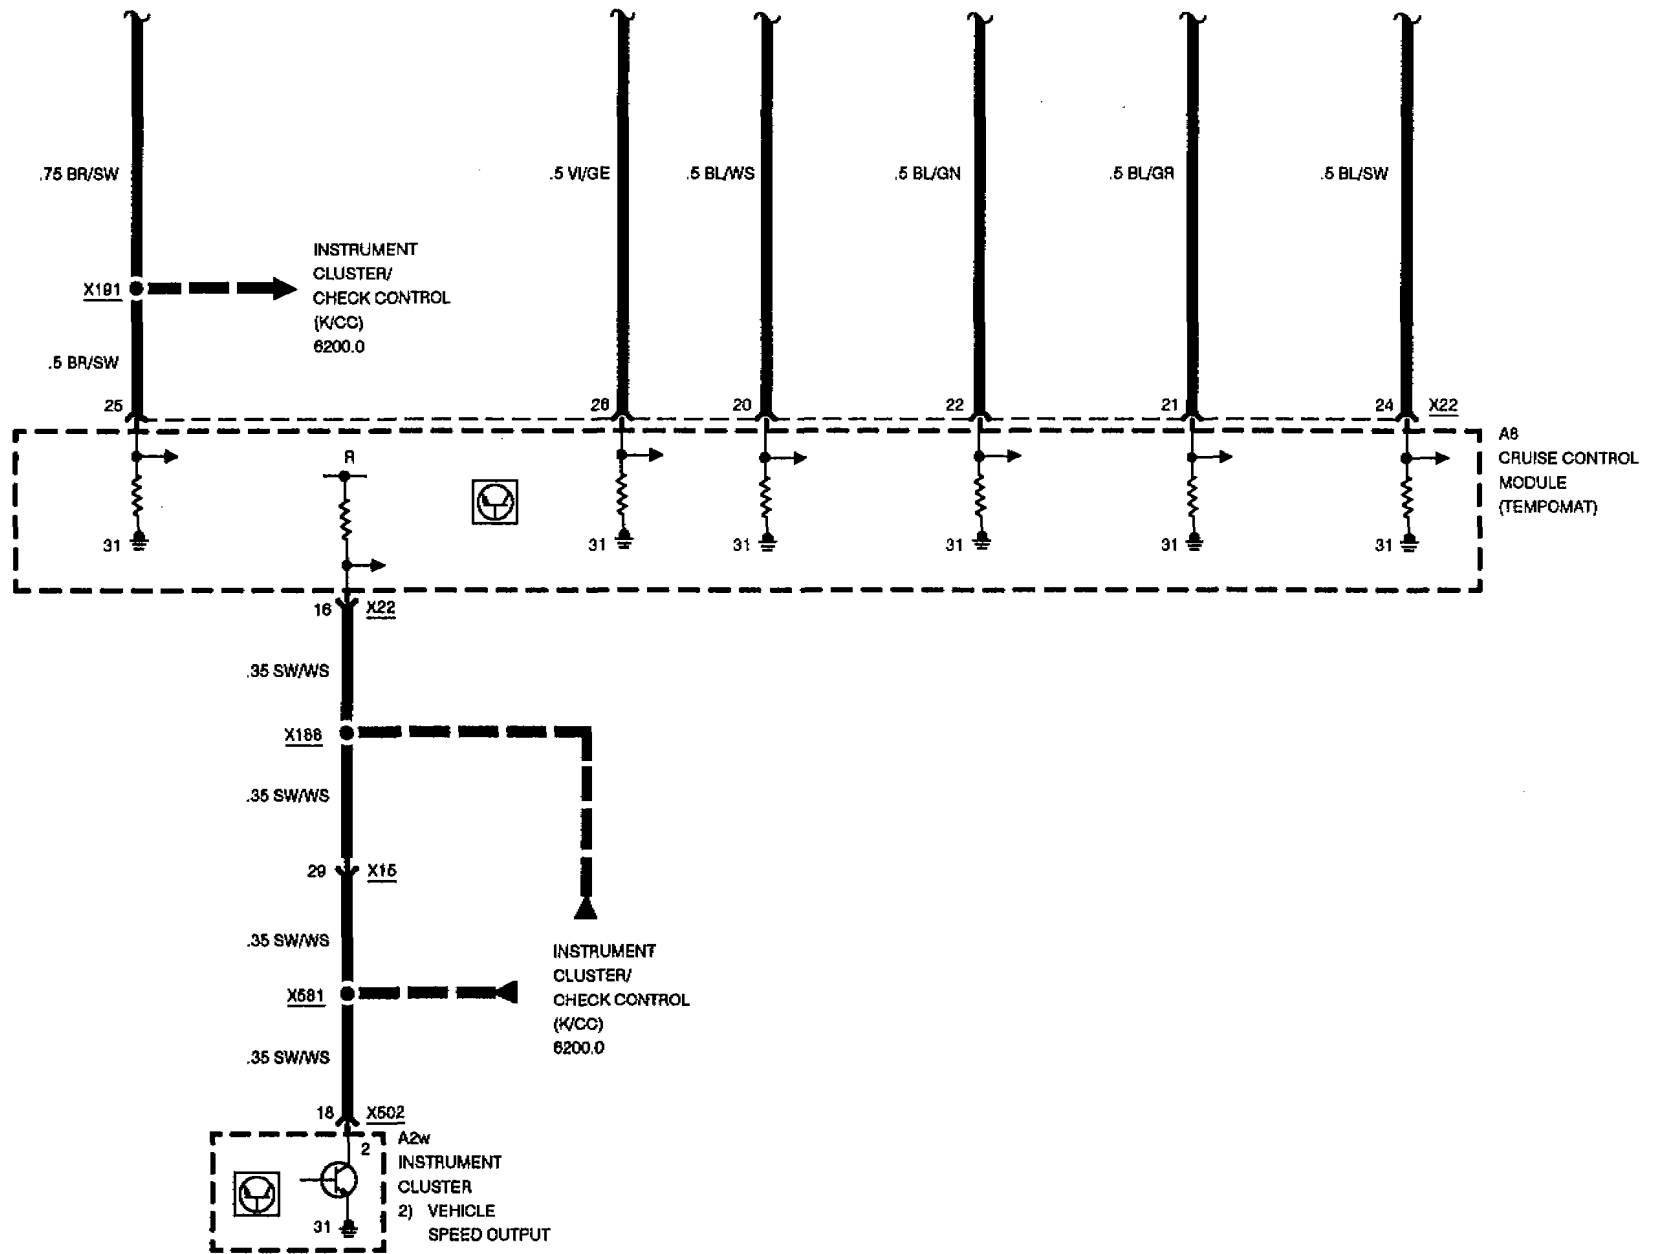 .75 BR/SW
.5 VI/GE
.5 BL/WS
.5 BL/GN
.5 BL/GR
.5 BL/SW
INSTRUMENT
CLUSTER/
CHECK CONTROL
(K/CC)
6200.0
X191
.5 BR/SW
25
28
20
22
21
24
X22
A8
CRUISE CONTROL
MODULE
(TEMPOMAT)
R
31
31
31
31
31
31
16
X22
.35 SW/WS
X188
.35 SW/WS
29
X15
.35 SW/WS
X581
INSTRUMENT
CLUSTER/
CHECK CONTROL
(K/CC)
6200.0
.35 SW/WS
18
X502
2
31
A2w
INSTRUMENT
CLUSTER
2) VEHICLE
SPEED OUTPUT